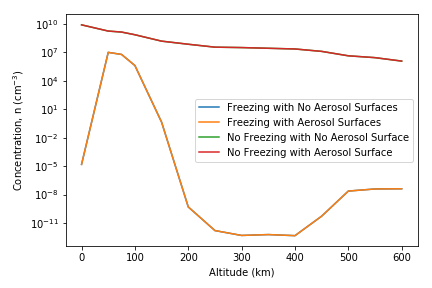 10^10
10^7
10^4
10^1
10^−2
10^−5
10^−8
10^−11
Concentration, n (cm^−3)
Freezing with No Aerosol Surfaces
Freezing with Aerosol Surfaces
No Freezing with No Aerosol Surface
No Freezing with Aerosol Surface
0 100 200 300 400 500 600
Altitude (km)